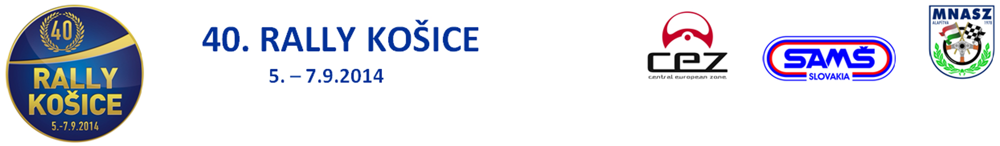 40
RALLY
KOŠICE
5.-7.9.2014
40. RALLY KOŠICE
5. – 7.9.2014
cez
central european zone
SAMŠ
SLOVAKIA
MNASZ
ALAPÍTVA 1978